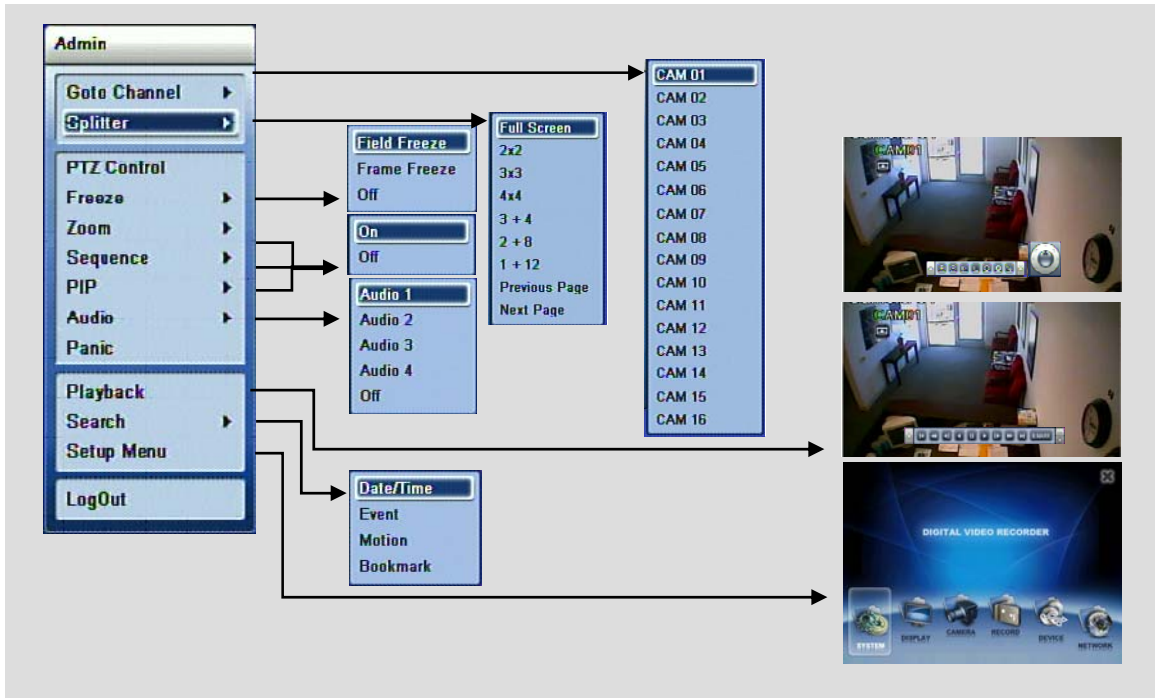 Admin
Goto Channel
Splitter
PTZ Control
Freeze
Zoom
Sequence
PIP
Audio
Panic
Playback
Search
Setup Menu
LogOut
Field Freeze
Frame Freeze
Off
On
Off
Audio 1
Audio 2
Audio 3
Audio 4
Off
Date/Time
Event
Motion
Bookmark
Full Screen
2x2
3x3
4x4
3 + 4
2 + 8
1 + 12
Previous Page
Next Page
CAM 01
CAM 02
CAM 03
CAM 04
CAM 05
CAM 06
CAM 07
CAM 08
CAM 09
CAM 10
CAM 11
CAM 12
CAM 13
CAM 14
CAM 15
CAM 16
CAM01
CAM01
DIGITAL VIDEO RECORDER
SYSTEM
DISPLAY
CAMERA
RECORD
DEVICE
NETWORK